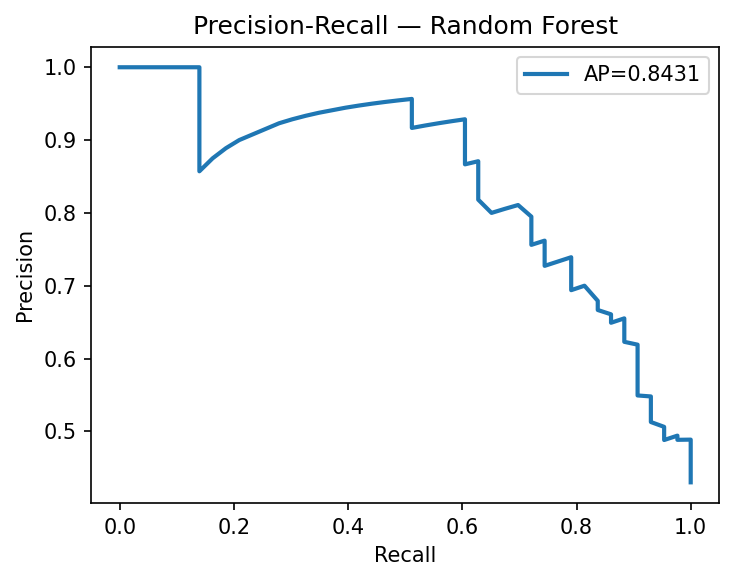 Precision-Recall — Random Forest
AP=0.8431
1.0
0.9
0.8
0.7
0.6
0.5
Precision
0.0 0.2 0.4 0.6 0.8 1.0
Recall